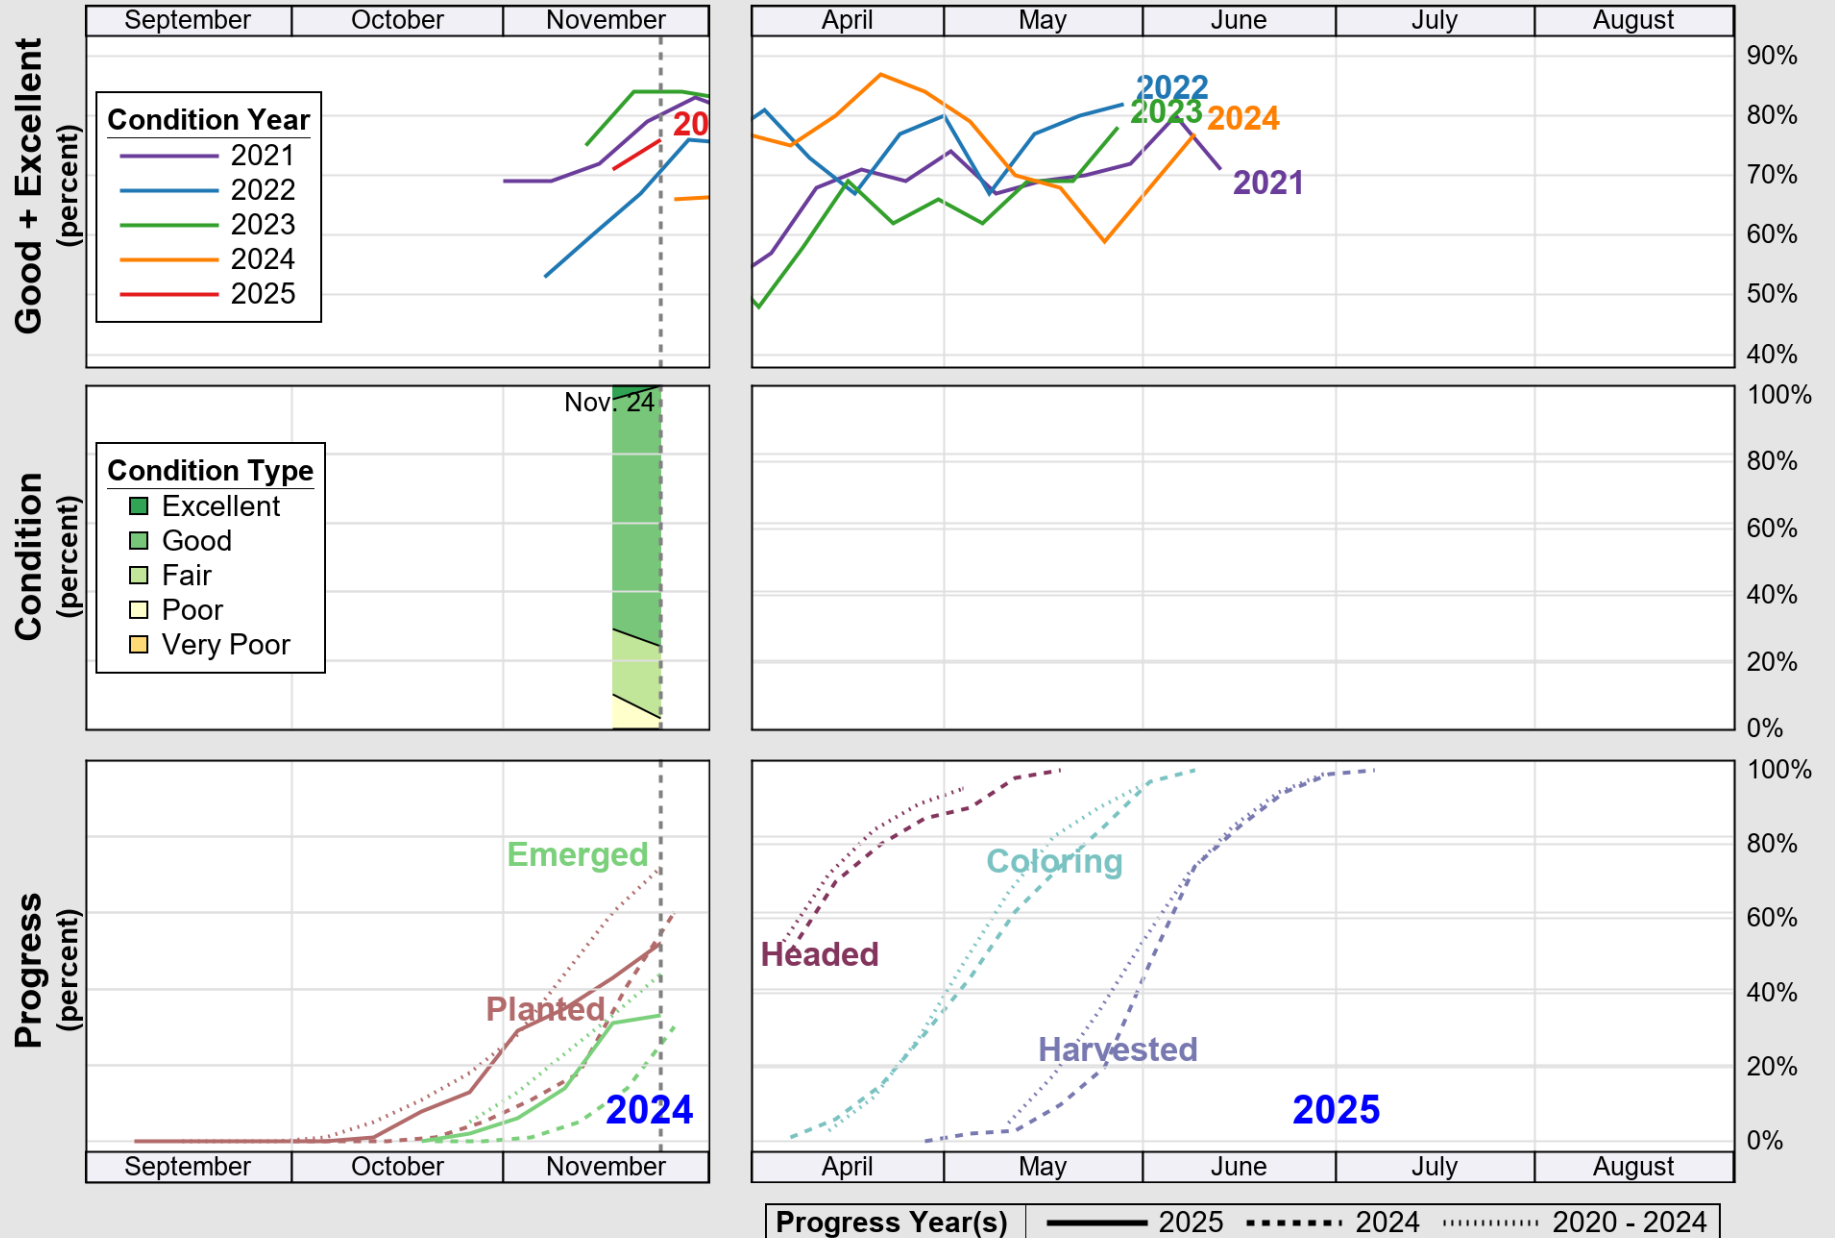 September October November April May June July August
Good + Excellent
(percent)
Condition Year
2021
2022
2023
2024
2025
20
2022
2023
2024
2021
90%
80%
70%
60%
50%
40%
Condition
(percent)
Nov. 24
Condition Type
Excellent
Good
Fair
Poor
Very Poor
100%
80%
60%
40%
20%
0%
Progress
(percent)
Emerged
Planted
2024
Headed
Coloring
Harvested
2025
100%
80%
60%
40%
20%
0%
September October November April May June July August
Progress Year(s) 2025 2024 2020 - 2024